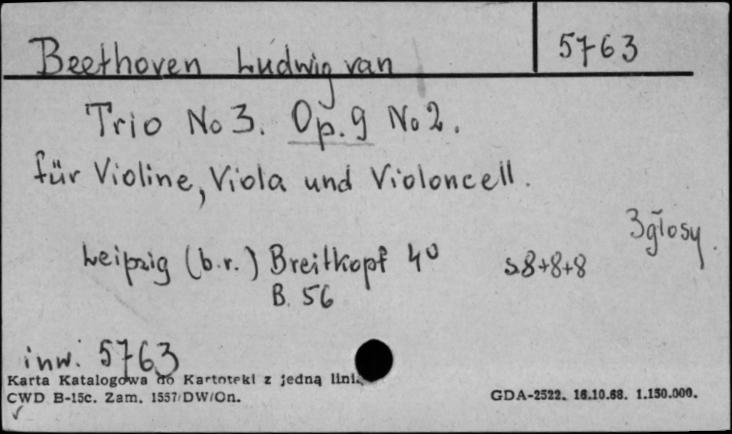 Beethoven Ludwig van 5763
Trio No 3. Op. 9 No 2.
für Violine, Viola und Violoncell.
3 głosy.
Leipzig (b.r.) Breitkopf 4° s. 8+8+8
B. 56
inw. 5763
Karta Katalogowa do Kartoteki z jedną linią
CWD B-15c. Zam. 1557/DW/On. GDA-2522. 16.10.68. 1.150.000.